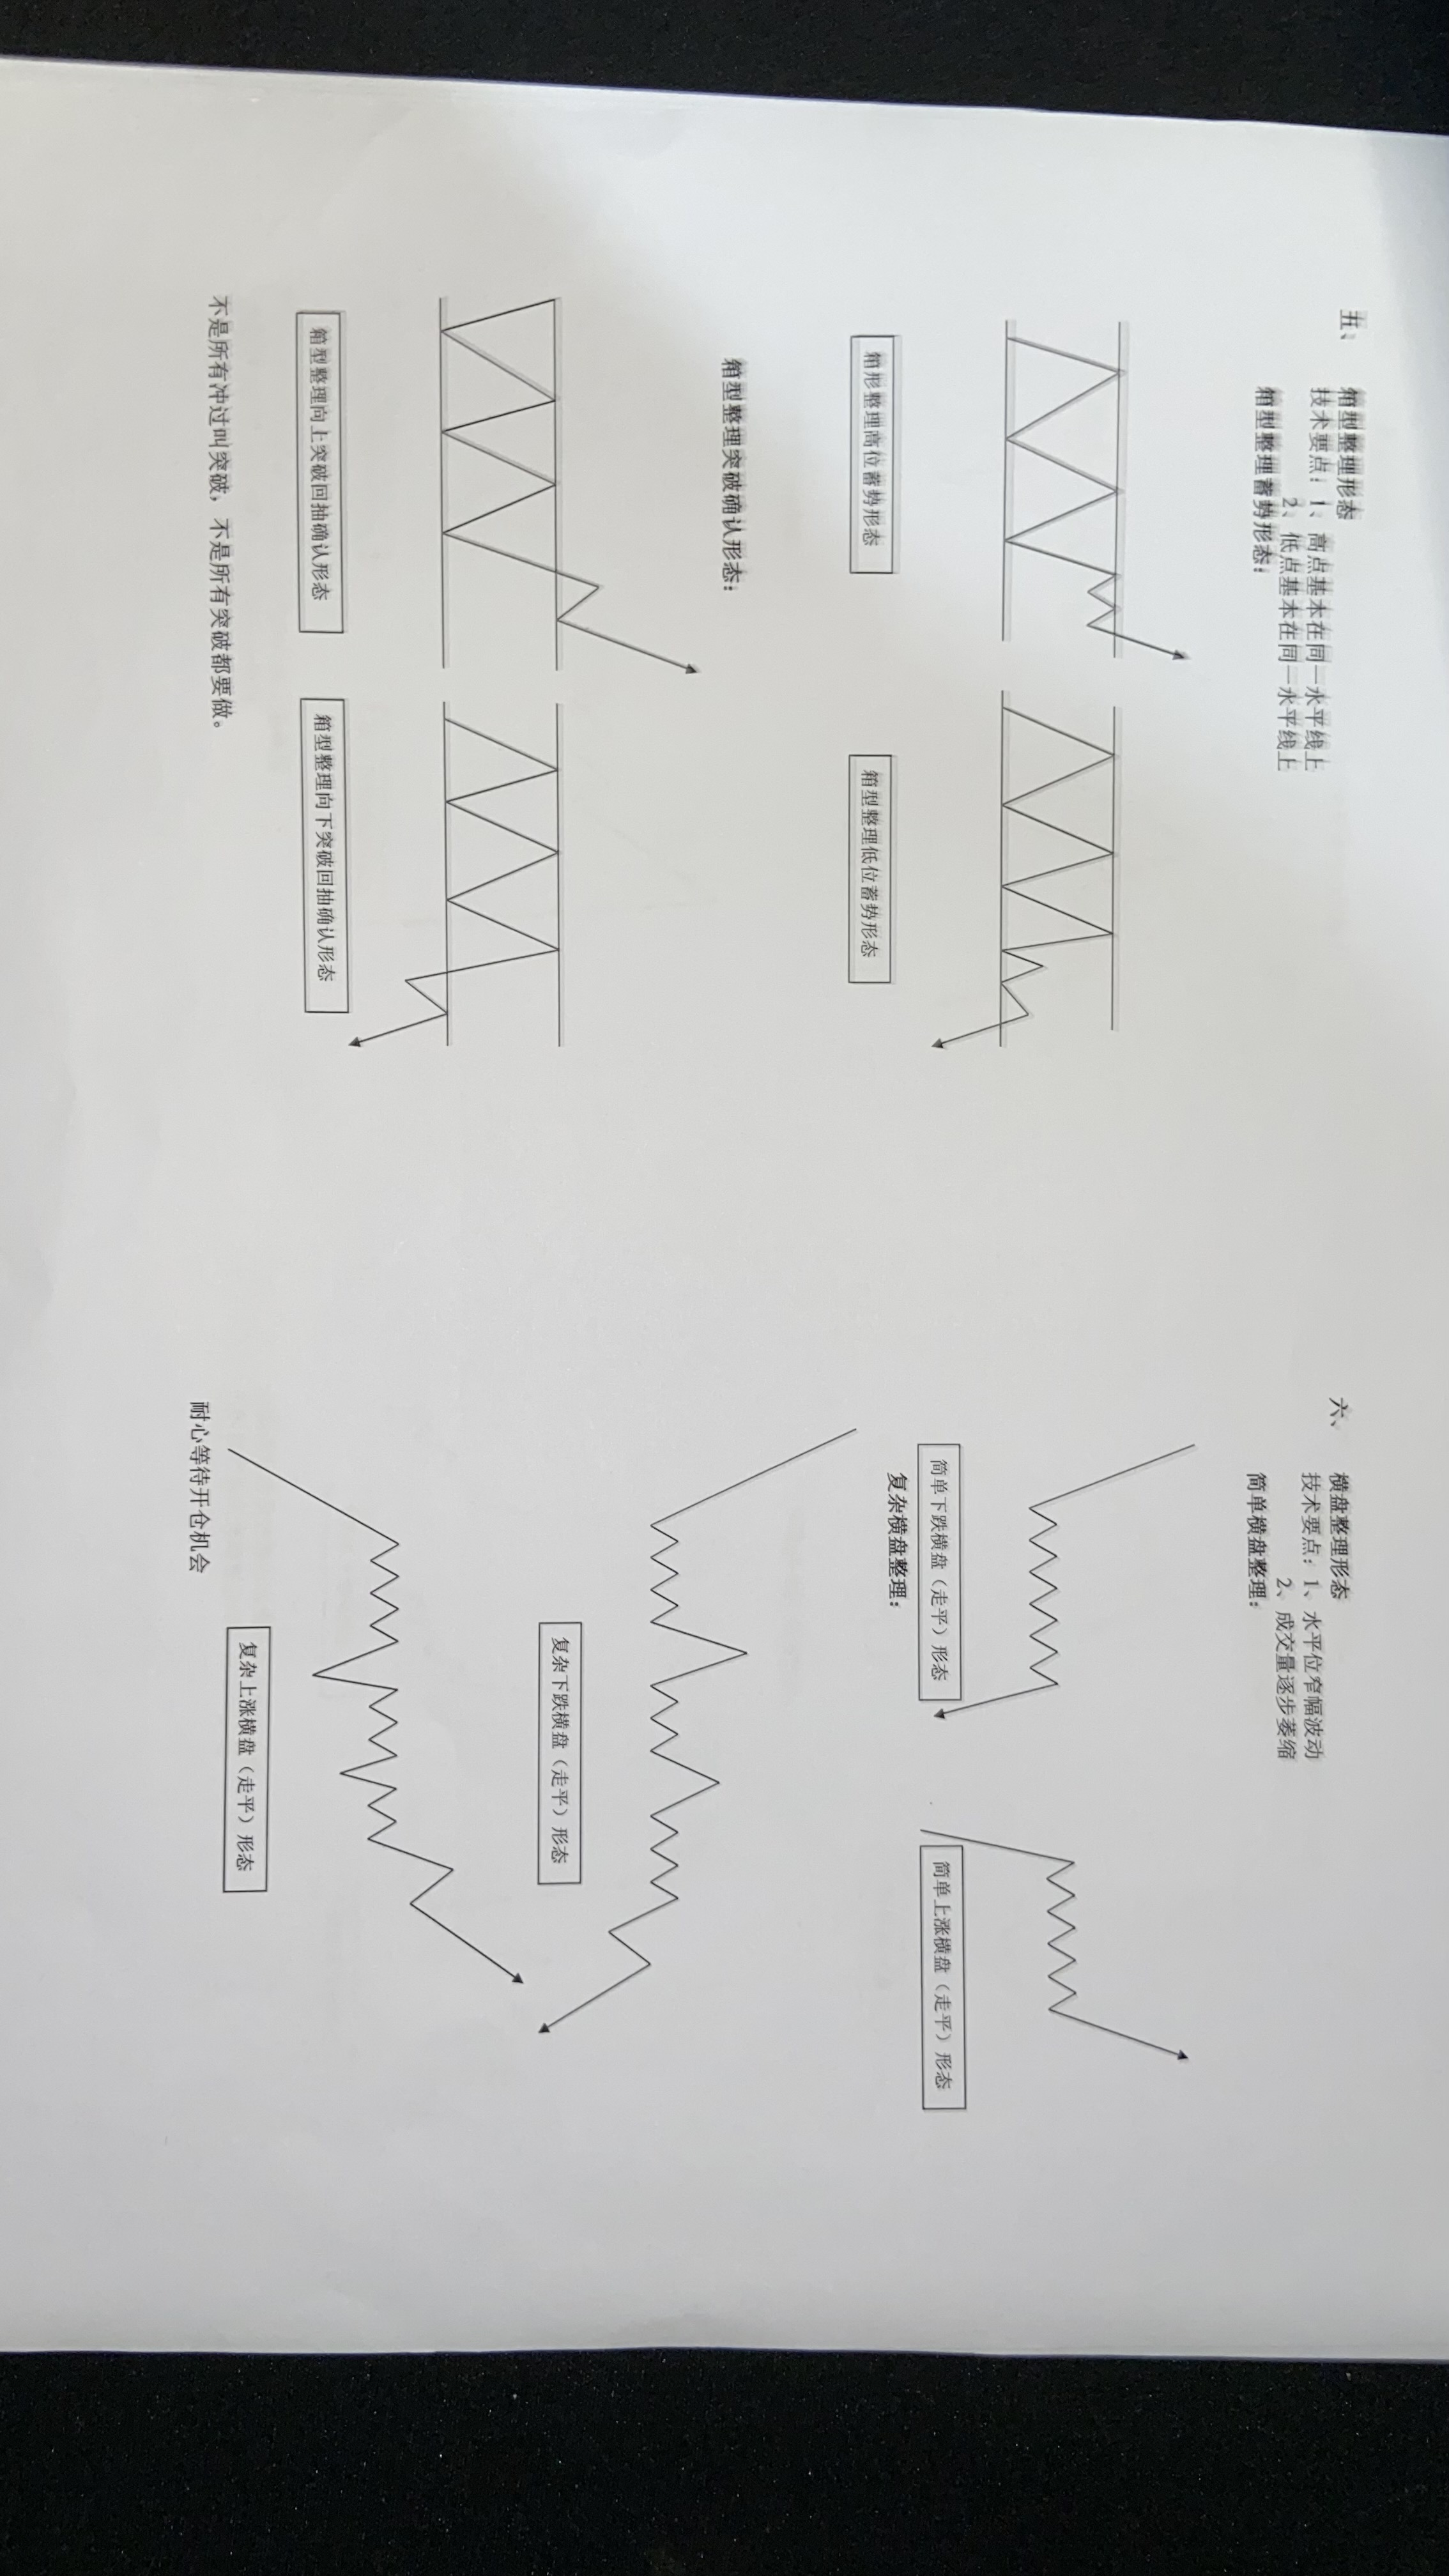 五、 箱型整理形态
技术要点：1、高点基本在同一水平线上
2、低点基本在同一水平线上
箱型整理蓄势形态：
箱形整理高位蓄势形态
箱型整理低位蓄势形态
箱型整理突破确认形态：
箱型整理向上突破回抽确认形态
箱型整理向下突破回抽确认形态
不是所有冲过叫突破，不是所有突破都要做。
六、 横盘整理形态
技术要点：1、水平位窄幅波动
2、成交量逐步萎缩
简单横盘整理：
简单下跌横盘（走平）形态
简单上涨横盘（走平）形态
复杂横盘整理：
复杂下跌横盘（走平）形态
复杂上涨横盘（走平）形态
耐心等待开仓机会